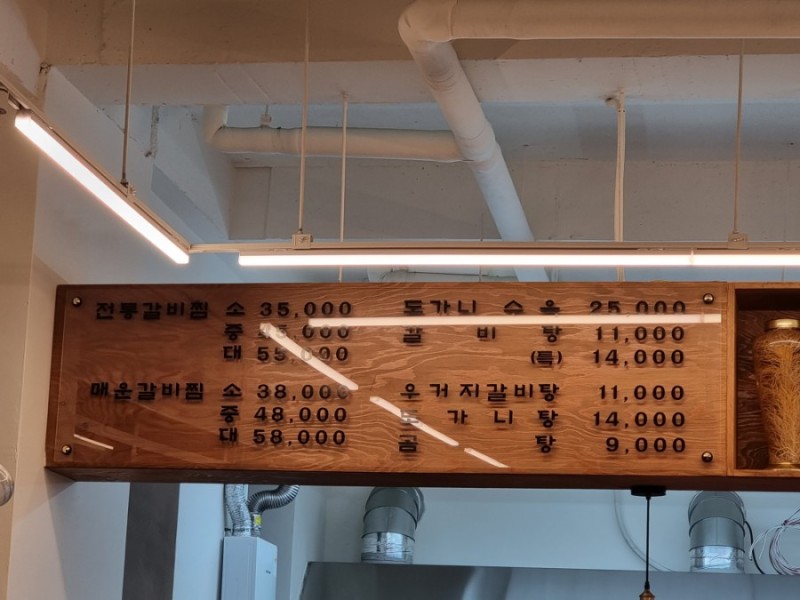 전통갈비찜 소 35,000
중 45,000
대 55,000
매운갈비찜 소 38,000
중 48,000
대 58,000
도가니 수육 25,000
갈 비 탕 11,000
(특) 14,000
우거지갈비탕 11,000
도 가 니 탕 14,000
곰 탕 9,000